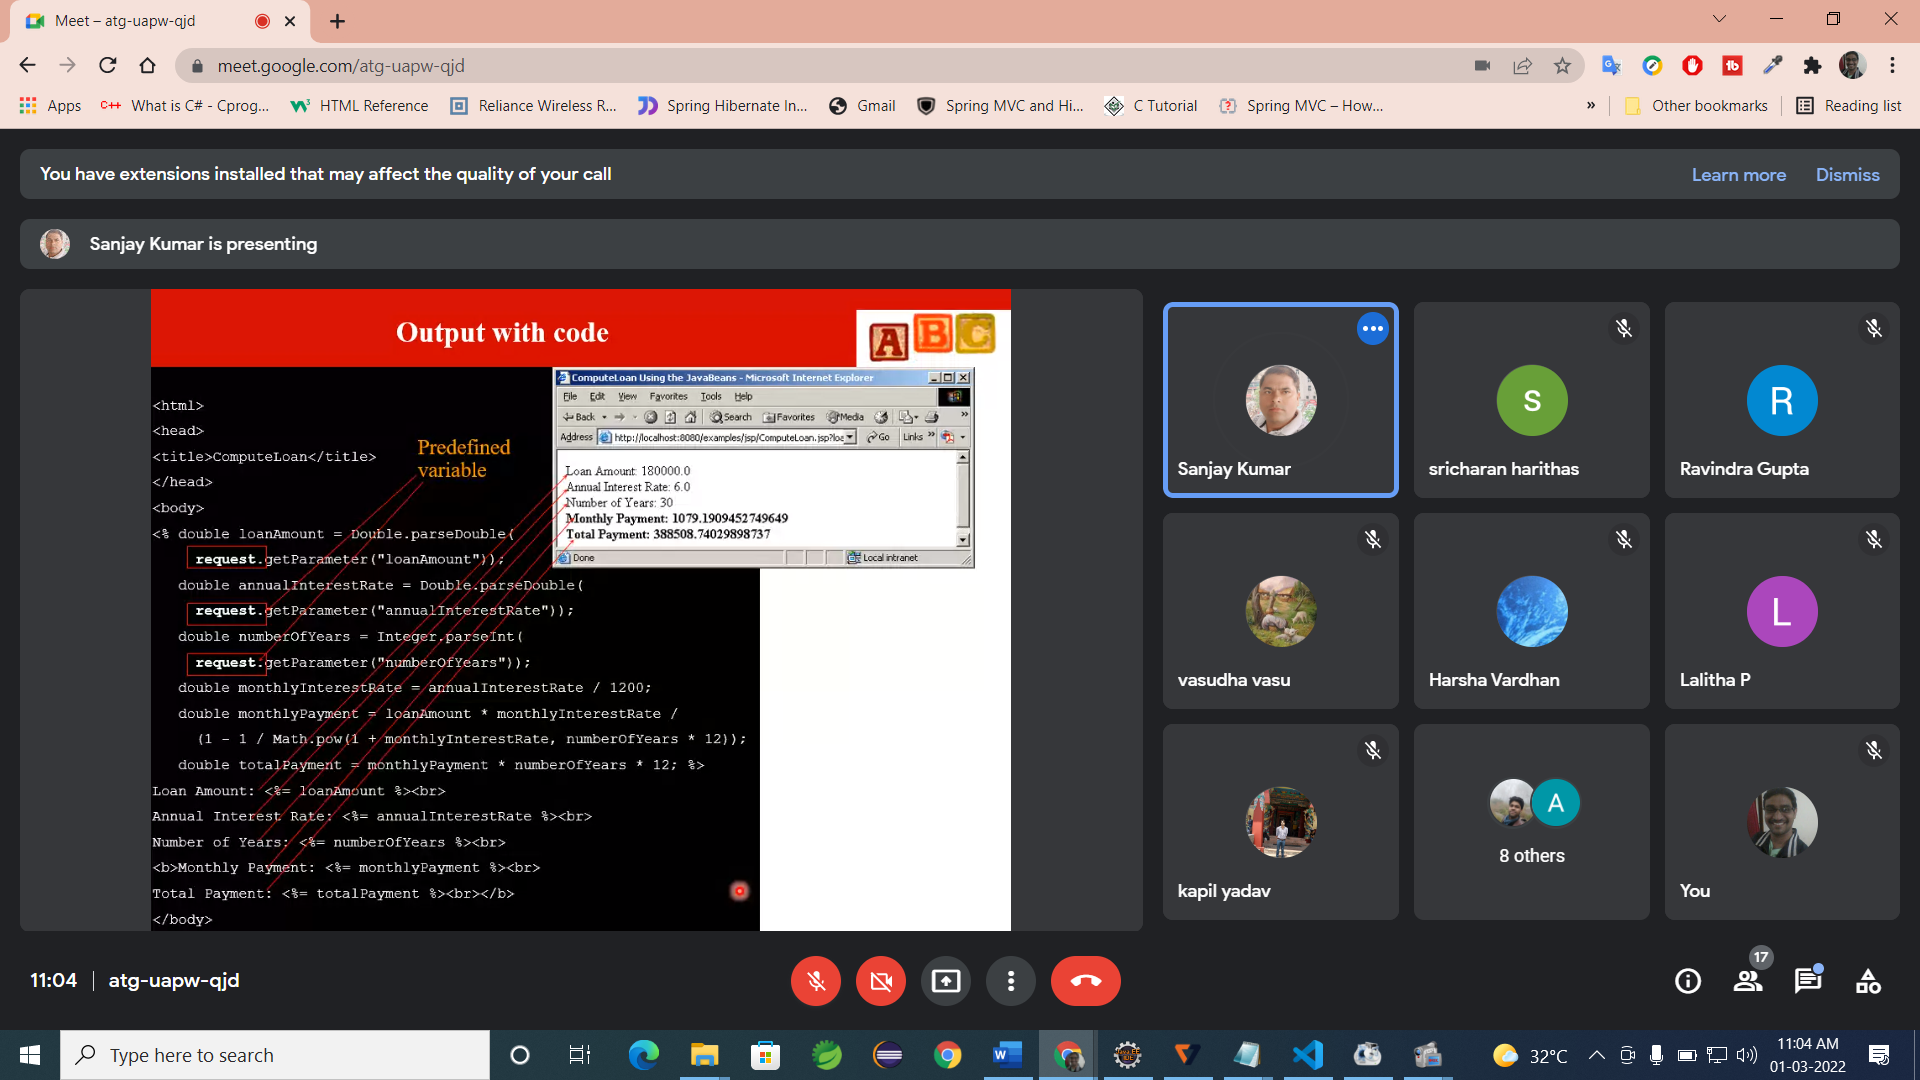 Meet – atg-uapw-qjd
meet.google.com/atg-uapw-qjd
Apps
C++ What is C# - Cprog...
HTML Reference
Reliance Wireless R...
Spring Hibernate In...
Gmail
Spring MVC and Hi...
C Tutorial
Spring MVC – How...
»
Other bookmarks
Reading list
You have extensions installed that may affect the quality of your call
Learn more
Dismiss
Sanjay Kumar is presenting
Output with code
A B C
<html>
<head>
<title>ComputeLoan</title>
</head>
<body>
<% double loanAmount = Double.parseDouble(
request.getParameter("loanAmount"));
double annualInterestRate = Double.parseDouble(
request.getParameter("annualInterestRate"));
double numberOfYears = Integer.parseInt(
request.getParameter("numberOfYears"));
double monthlyInterestRate = annualInterestRate / 1200;
double monthlyPayment = loanAmount * monthlyInterestRate /
(1 - 1 / Math.pow(1 + monthlyInterestRate, numberOfYears * 12));
double totalPayment = monthlyPayment * numberOfYears * 12; %>
Loan Amount: <%= loanAmount %><br>
Annual Interest Rate: <%= annualInterestRate %><br>
Number of Years: <%= numberOfYears %><br>
<b>Monthly Payment: <%= monthlyPayment %><br>
Total Payment: <%= totalPayment %><br></b>
</body>
Predefined
variable
ComputeLoan Using the JavaBeans - Microsoft Internet Explorer
File Edit View Favorites Tools Help
Back Search Favorites Media »
Address http://localhost:8080/examples/jsp/ComputeLoan.jsp?loa Go Links »
Loan Amount: 180000.0
Annual Interest Rate: 6.0
Number of Years: 30
Monthly Payment: 1079.1909452749649
Total Payment: 388508.74029898737
Done
Local intranet
Sanjay Kumar
S
sricharan harithas
R
Ravindra Gupta
vasudha vasu
Harsha Vardhan
L
Lalitha P
kapil yadav
A
8 others
You
11:04 | atg-uapw-qjd
17
Type here to search
32°C
11:04 AM
01-03-2022